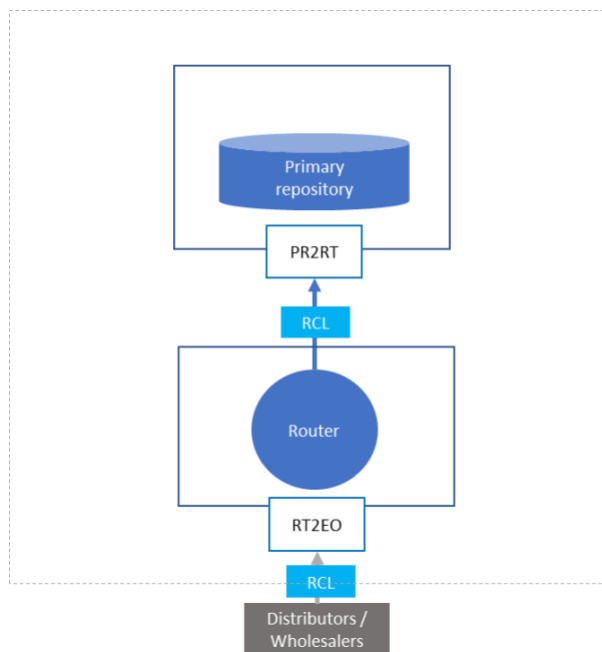 Primary
repository
PR2RT
RCL
Router
RT2EO
RCL
Distributors /
Wholesalers